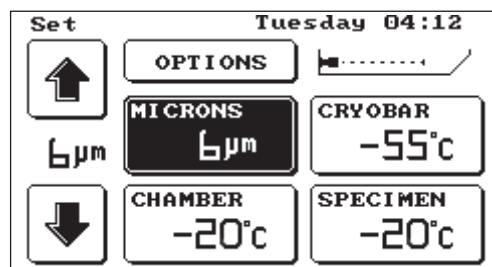 Set Tuesday 04:12
OPTIONS
MICRONS CRYOBAR
6µm 6µm -55°c
CHAMBER SPECIMEN
-20°c -20°c